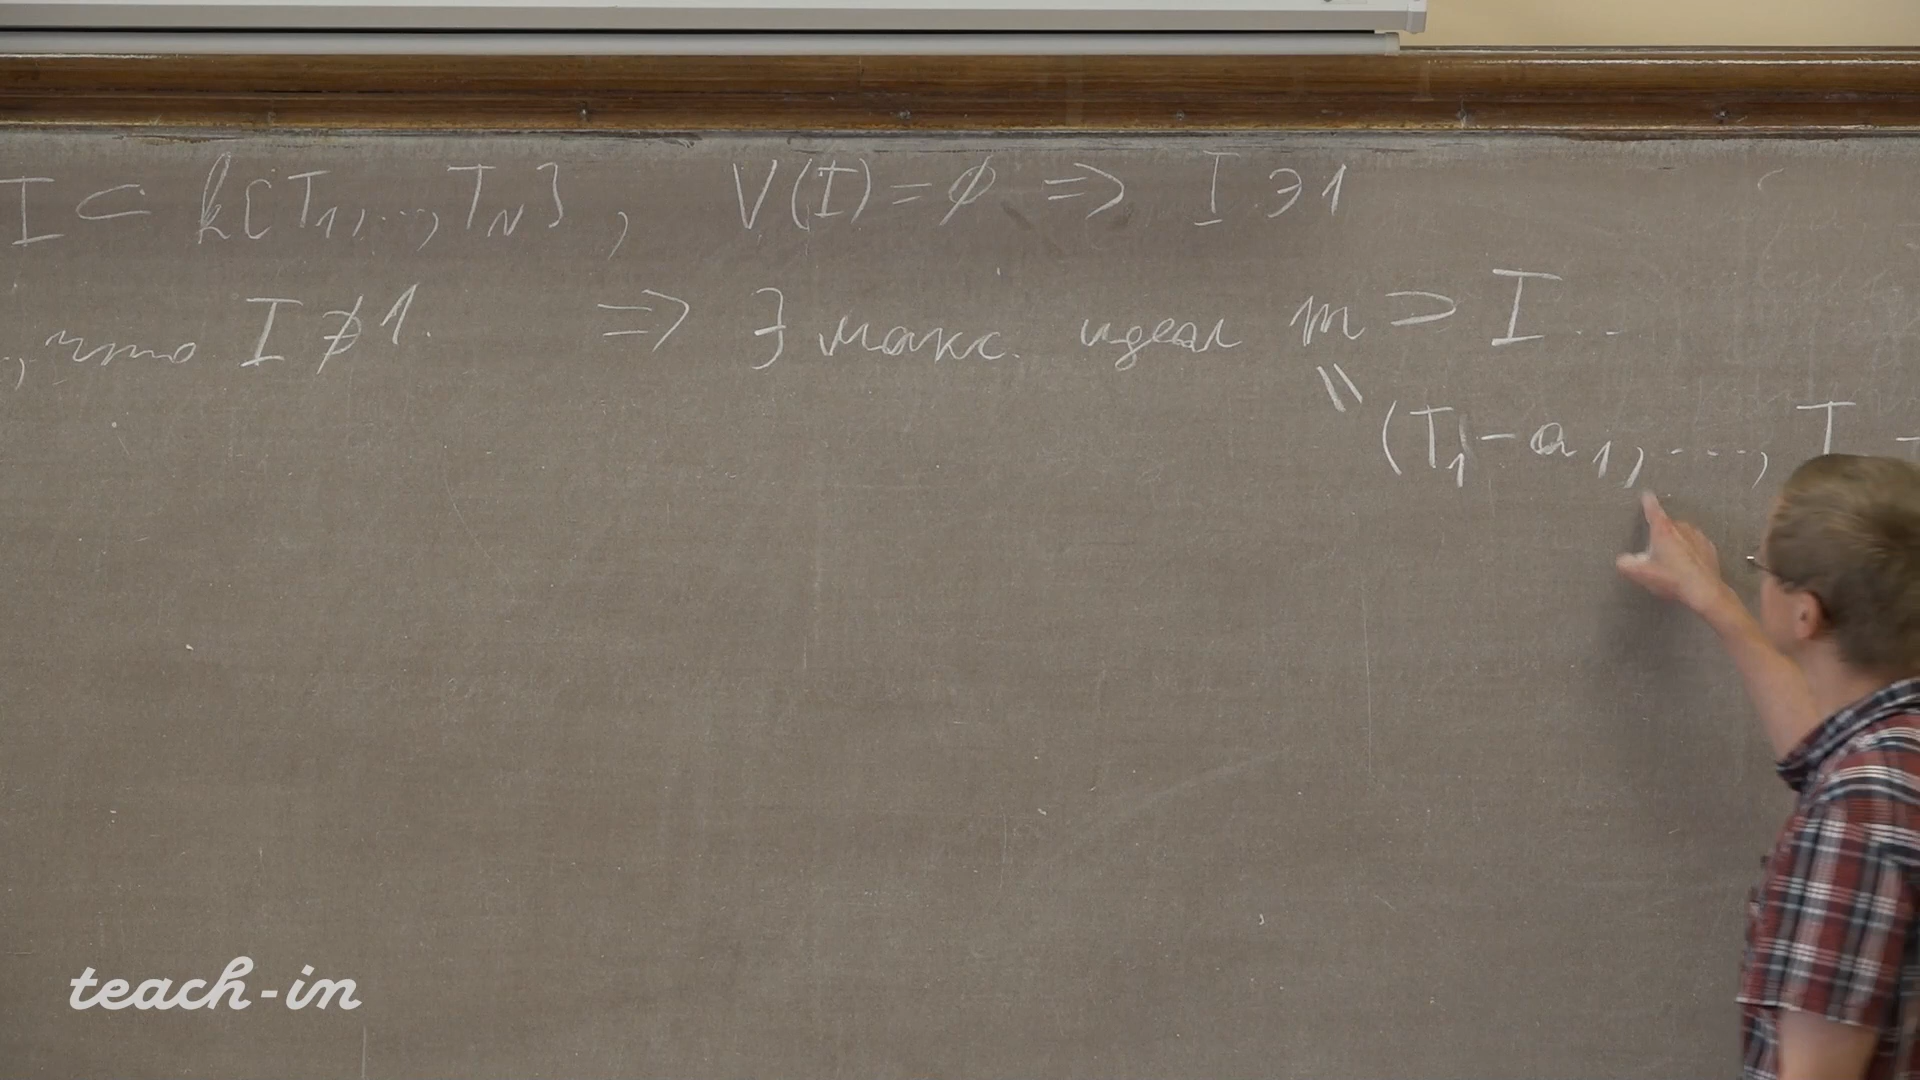 I ⊂ k[T₁,...,T_N], V(I) = ∅ ⇒ I ∋ 1
, что I ∌ 1. ⇒ ∃ макс. идеал m ⊃ I..
\\ (T₁ - a₁, ..., T -
teach-in